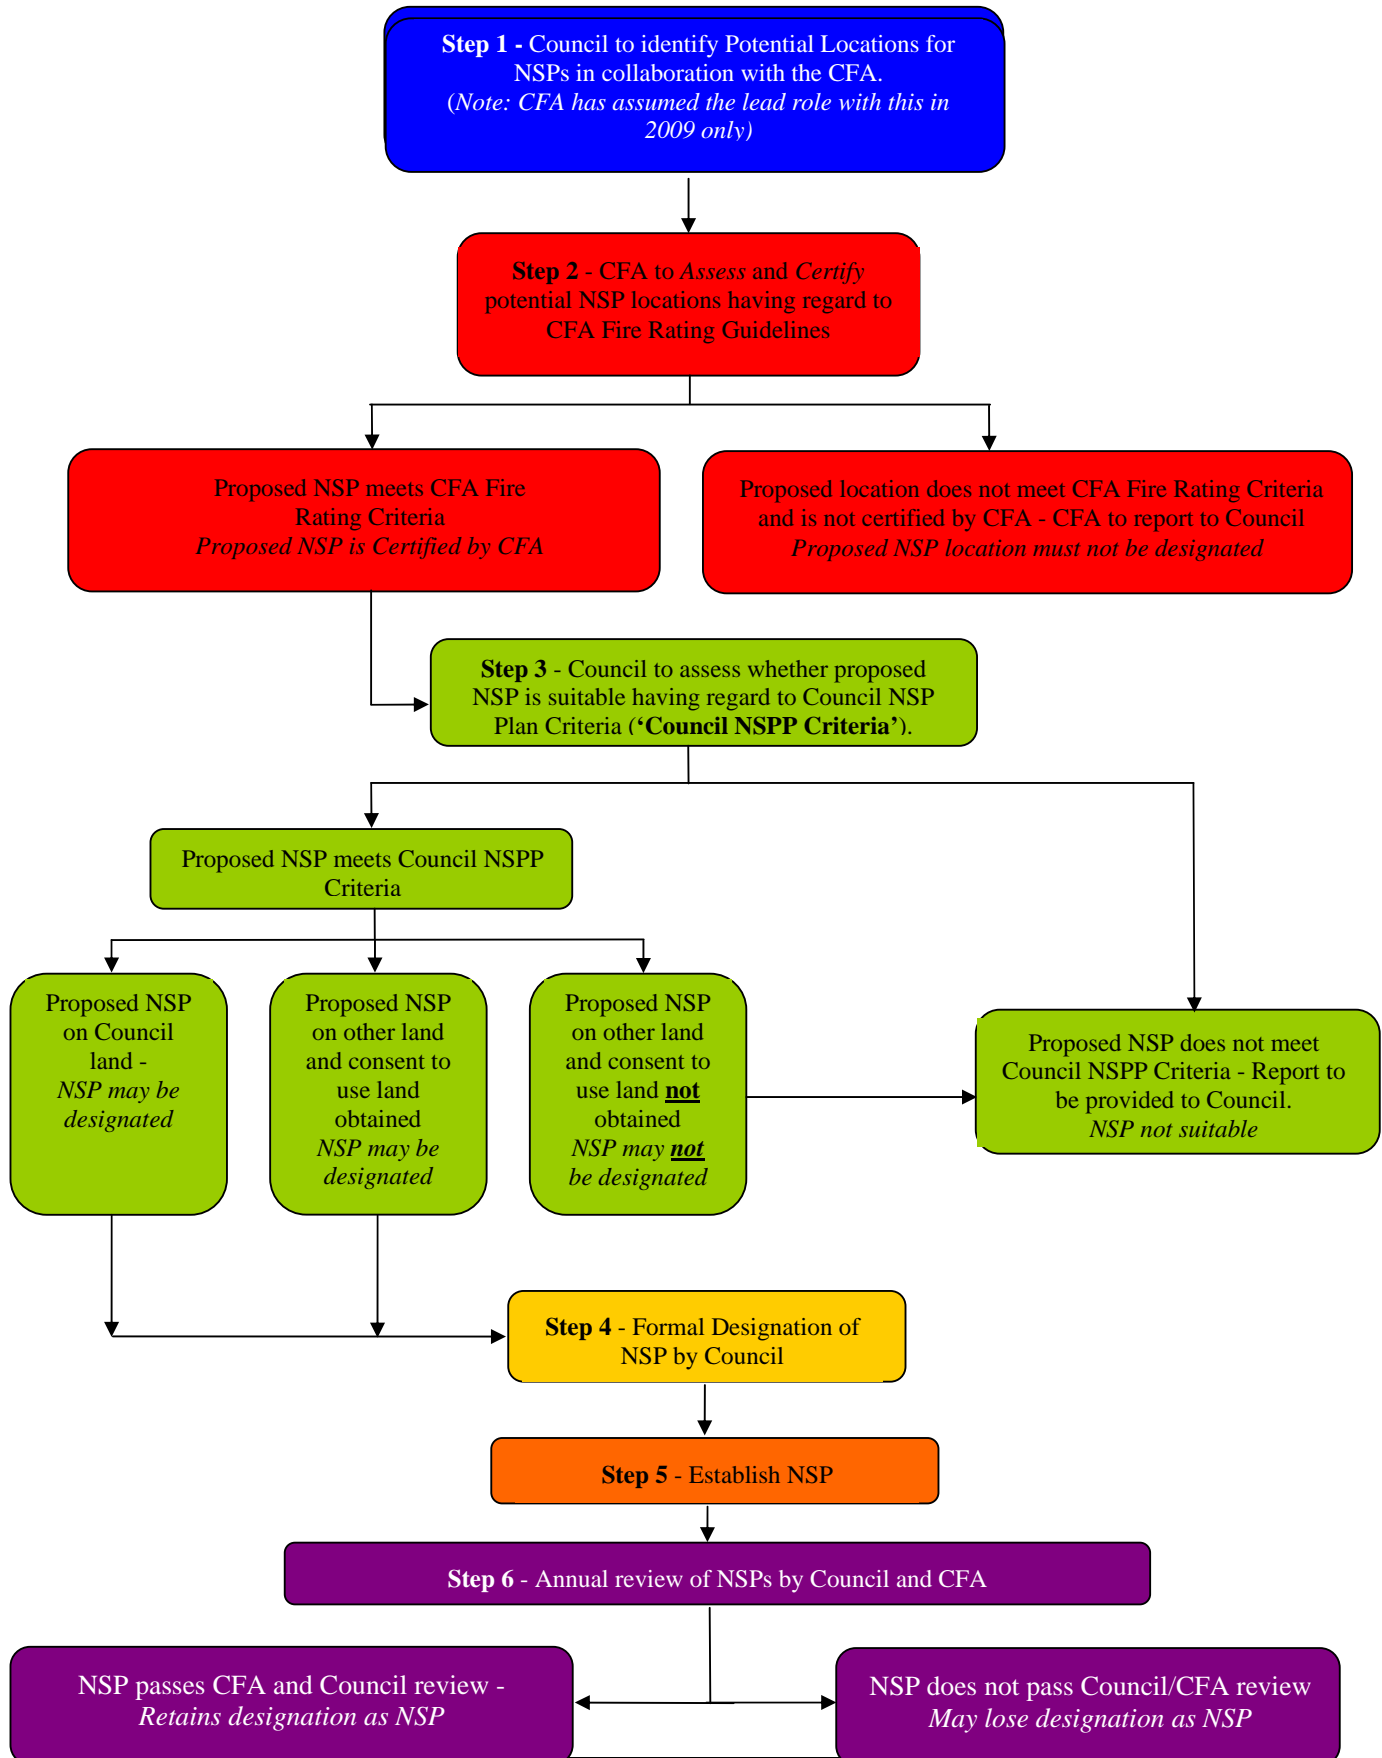 Step 1 - Council to identify Potential Locations for
NSPs in collaboration with the CFA.
(Note: CFA has assumed the lead role with this in
2009 only)
Step 2 - CFA to Assess and Certify
potential NSP locations having regard to
CFA Fire Rating Guidelines
Proposed NSP meets CFA Fire
Rating Criteria
Proposed NSP is Certified by CFA
Proposed location does not meet CFA Fire Rating Criteria
and is not certified by CFA - CFA to report to Council
Proposed NSP location must not be designated
Step 3 - Council to assess whether proposed
NSP is suitable having regard to Council NSP
Plan Criteria (‘Council NSPP Criteria’).
Proposed NSP meets Council NSPP
Criteria
Proposed NSP
on Council
land -
NSP may be
designated
Proposed NSP
on other land
and consent to
use land
obtained
NSP may be
designated
Proposed NSP
on other land
and consent to
use land not
obtained
NSP may not
be designated
Proposed NSP does not meet
Council NSPP Criteria - Report to
be provided to Council.
NSP not suitable
Step 4 - Formal Designation of
NSP by Council
Step 5 - Establish NSP
Step 6 - Annual review of NSPs by Council and CFA
NSP passes CFA and Council review -
Retains designation as NSP
NSP does not pass Council/CFA review
May lose designation as NSP